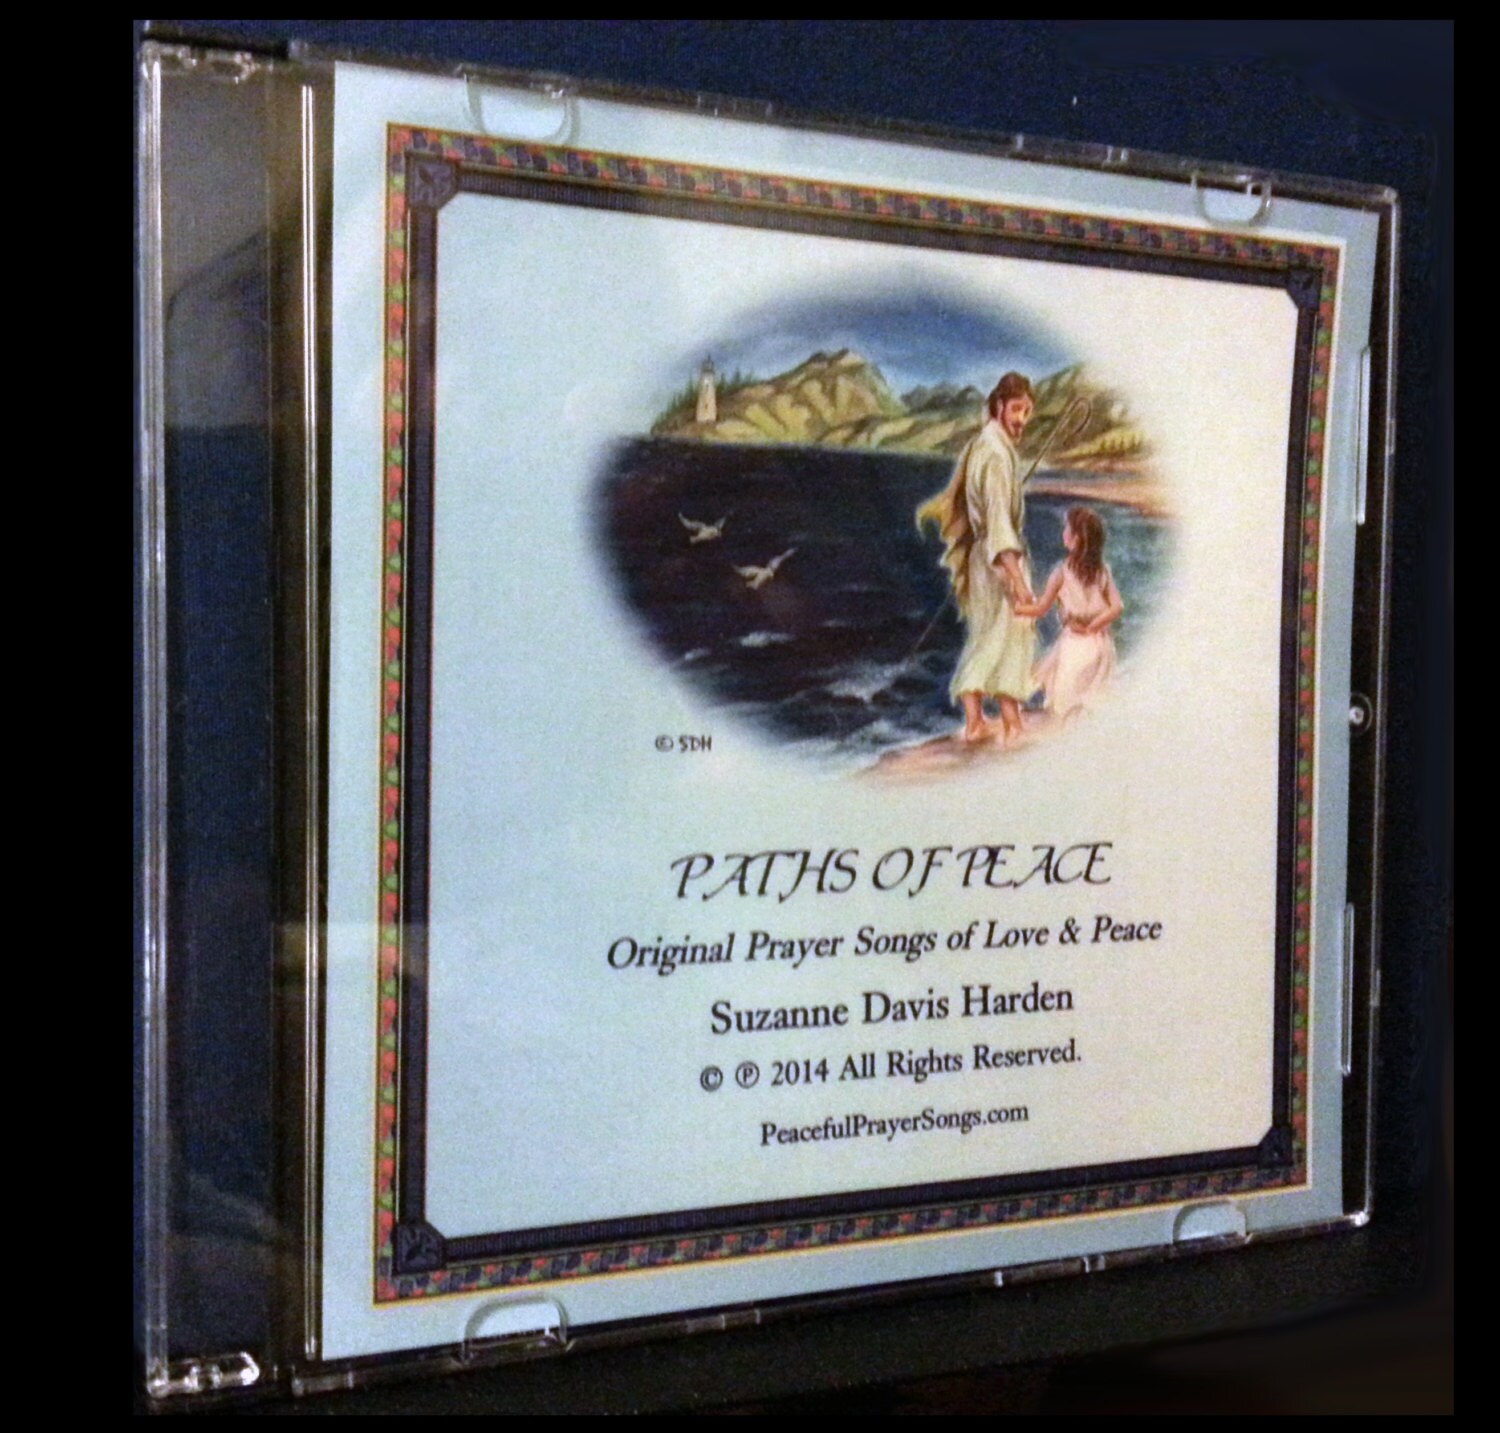 © SDH
PATHS OF PEACE
Original Prayer Songs of Love & Peace
Suzanne Davis Harden
© ℗ 2014 All Rights Reserved.
PeacefulPrayerSongs.com